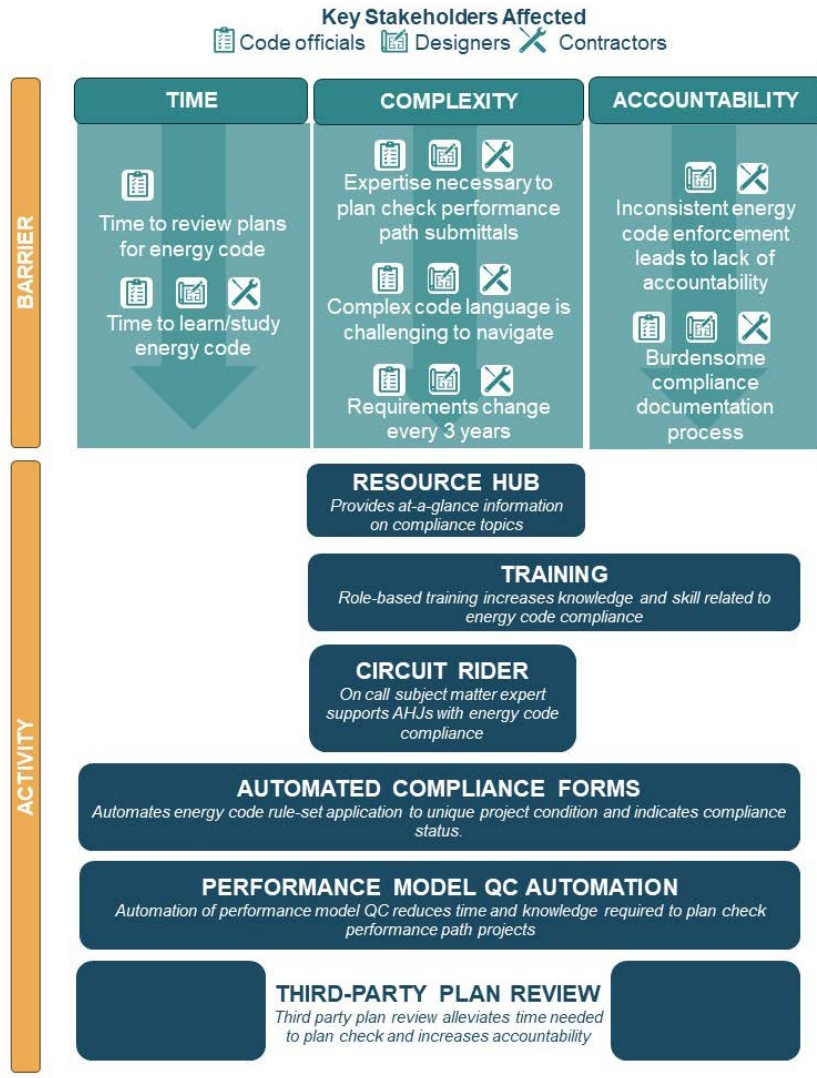 Key Stakeholders Affected
Code officials Designers Contractors
BARRIER
TIME
Time to review plans
for energy code
Time to learn/study
energy code
COMPLEXITY
Expertise necessary to
plan check performance
path submittals
Complex code language is
challenging to navigate
Requirements change
every 3 years
ACCOUNTABILITY
Inconsistent energy
code enforcement
leads to lack of
accountability
Burdensome
compliance
documentation
process
ACTIVITY
RESOURCE HUB
Provides at-a-glance information
on compliance topics
TRAINING
Role-based training increases knowledge and skill related to
energy code compliance
CIRCUIT RIDER
On call subject matter expert
supports AHJs with energy code
compliance
AUTOMATED COMPLIANCE FORMS
Automates energy code rule-set application to unique project condition and indicates compliance
status.
PERFORMANCE MODEL QC AUTOMATION
Automation of performance model QC reduces time and knowledge required to plan check
performance path projects
THIRD-PARTY PLAN REVIEW
Third party plan review alleviates time needed
to plan check and increases accountability